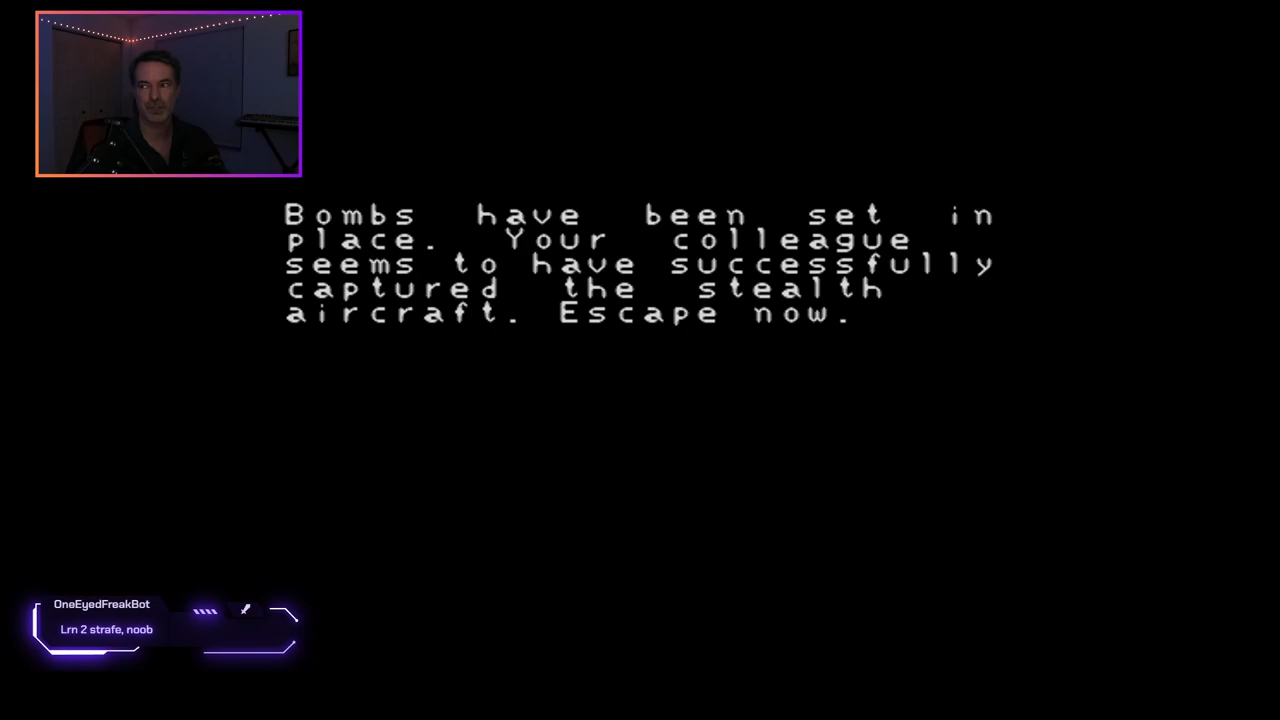 Bombs have been set in
place. Your colleague
seems to have successfully
captured the stealth
aircraft. Escape now.
OneEyedFreakBot
Lrn 2 strafe, noob